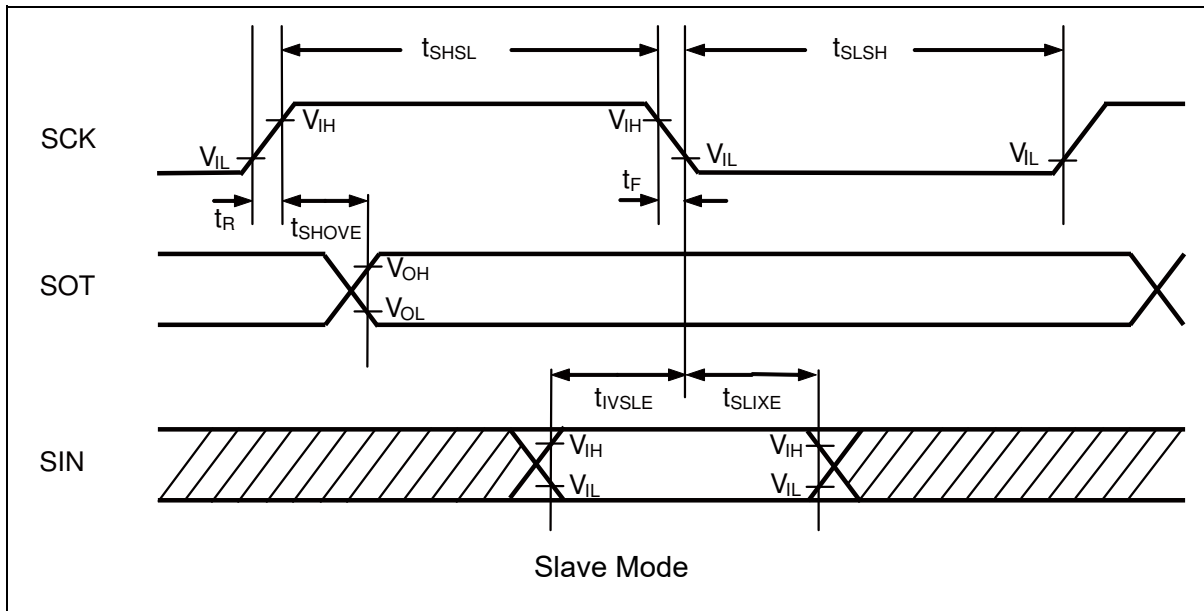 tSHSL tSLSH
SCK VIH VIH
VIL VIL VIL
tR tSHOVE tF
SOT VOH
VOL
tIVSLE tSLIXE
SIN VIH VIH
VIL VIL
Slave Mode